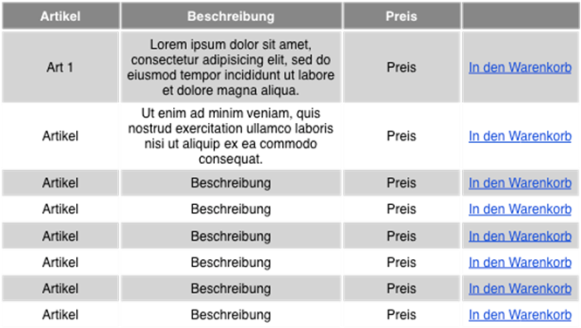 Artikel Beschreibung Preis
Lorem ipsum dolor sit amet,
consectetur adipisicing elit, sed do
Art 1 Preis In den Warenkorb
eiusmod tempor incididunt ut labore
et dolore magna aliqua.
Ut enim ad minim veniam, quis
nostrud exercitation ullamco laboris
Artikel Preis In den Warenkorb
nisi ut aliquip ex ea commodo
consequat.
Artikel Beschreibung Preis In den Warenkorb
Artikel Beschreibung Preis In den Warenkorb
Artikel Beschreibung Preis In den Warenkorb
Artikel Beschreibung Preis In den Warenkorb
Artikel Beschreibung Preis In den Warenkorb
Artikel Beschreibung Preis In den Warenkorb